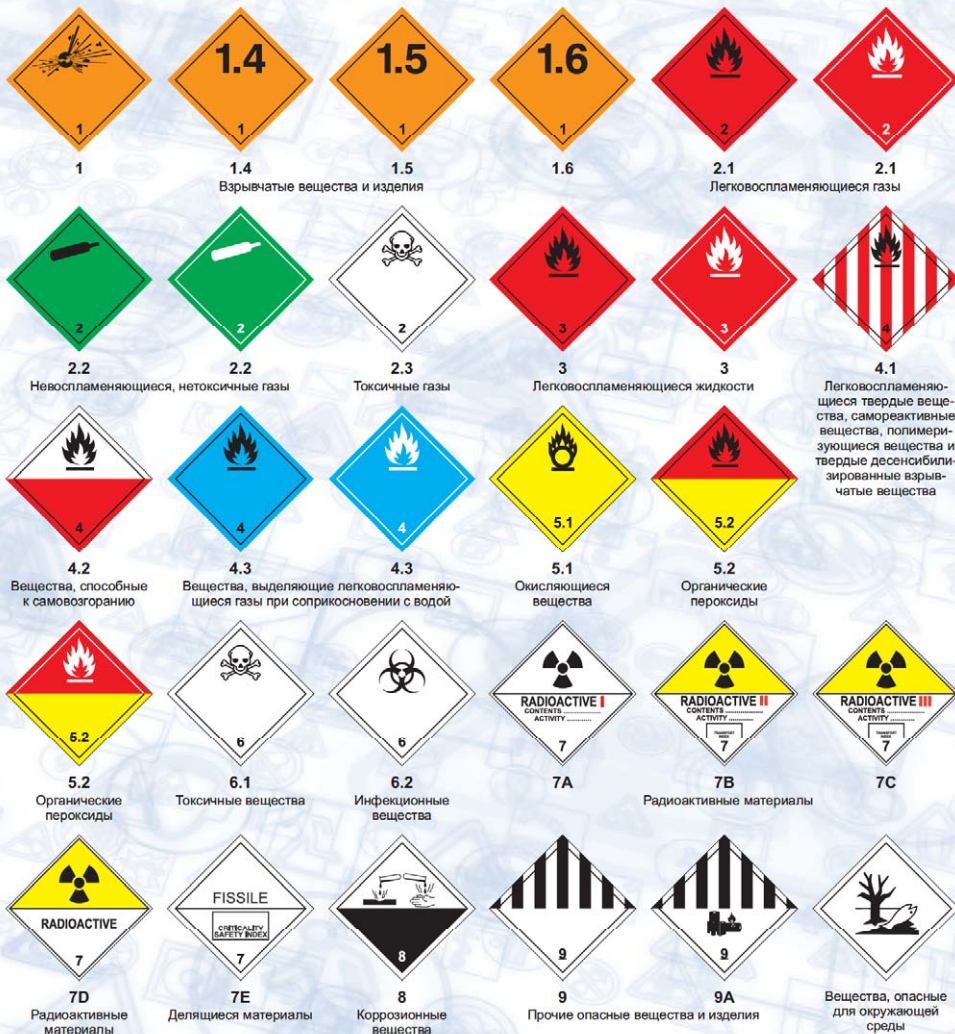 1.4
1.5
1.6
1
1
1
1
2
2
1
1.4
1.5
1.6
2.1
2.1
Взрывчатые вещества и изделия
Легковоспламеняющиеся газы
2
2
2
3
3
4
2.2
2.2
2.3
3
3
4.1
Невоспламеняющиеся, нетоксичные газы
Токсичные газы
Легковоспламеняющиеся жидкости
Легковоспламеняю-
щиеся твердые веще-
ства, самореактивные
вещества, полимери-
зующиеся вещества и
твердые десенсибили-
зированные взрыв-
чатые вещества
4
4
4
5.1
5.2
4.2
4.3
4.3
5.1
5.2
Вещества, способные
к самовозгоранию
Вещества, выделяющие легковоспламеняю-
щиеся газы при соприкосновении с водой
Окисляющиеся
вещества
Органические
пероксиды
5.2
6
6
RADIOACTIVE I
CONTENTS ...............
ACTIVITY ............
7
RADIOACTIVE II
CONTENTS ...............
ACTIVITY ............
TRANSPORT
INDEX
7
RADIOACTIVE III
CONTENTS ...............
ACTIVITY ............
TRANSPORT
INDEX
7
5.2
6.1
6.2
7A
7B
7C
Органические
пероксиды
Токсичные вещества
Инфекционные
вещества
Радиоактивные материалы
RADIOACTIVE
7
FISSILE
CRITICALITY
SAFETY INDEX
7
8
9
9
7D
7E
8
9
9A
Радиоактивные
материалы
Делящиеся материалы
Коррозионные
вещества
Прочие опасные вещества и изделия
Вещества, опасные
для окружающей
среды